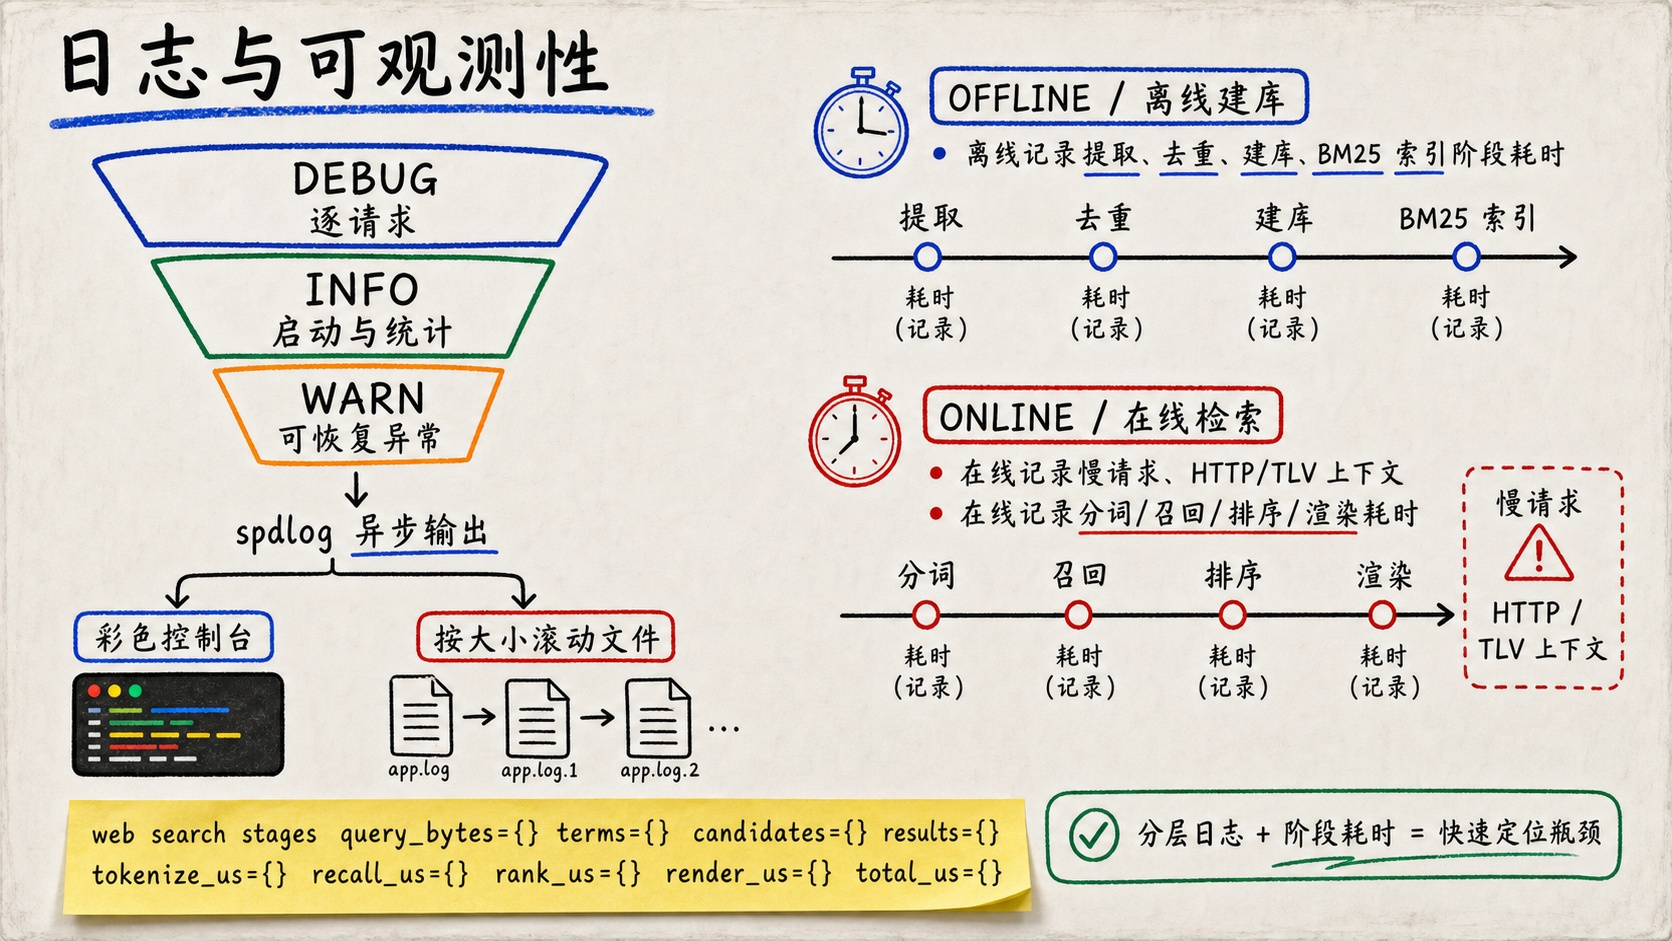 日志与可观测性
DEBUG
逐请求
INFO
启动与统计
WARN
可恢复异常
spdlog 异步输出
彩色控制台
按大小滚动文件
app.log
app.log.1
app.log.2
...
OFFLINE / 离线建库
• 离线记录提取、去重、建库、BM25 索引阶段耗时
提取 去重 建库 BM25 索引
耗时 耗时 耗时 耗时
(记录) (记录) (记录) (记录)
ONLINE / 在线检索
• 在线记录慢请求、HTTP/TLV 上下文
• 在线记录分词/召回/排序/渲染耗时
分词 召回 排序 渲染
耗时 耗时 耗时 耗时
(记录) (记录) (记录) (记录)
慢请求
!
HTTP /
TLV 上下文
web search stages query_bytes={} terms={} candidates={} results={}
tokenize_us={} recall_us={} rank_us={} render_us={} total_us={}
分层日志 + 阶段耗时 = 快速定位瓶颈